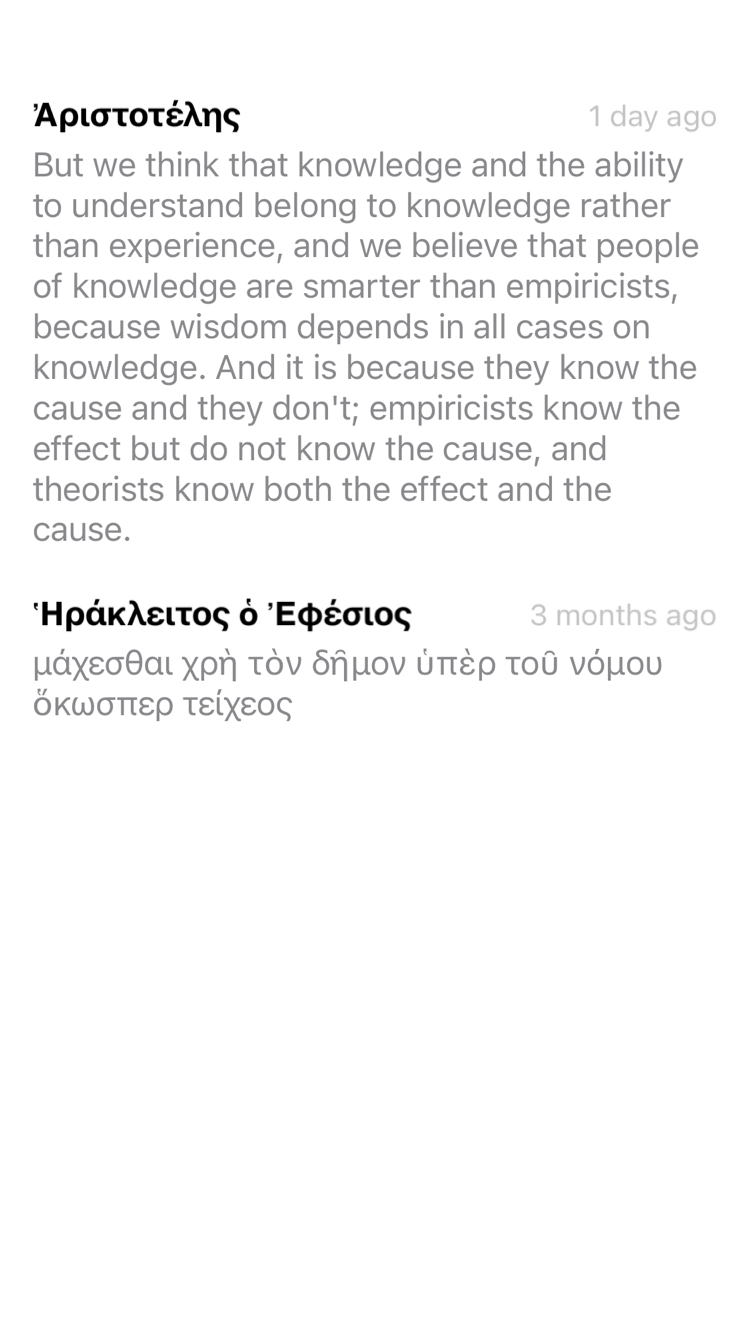 Ἀριστοτέλης 1 day ago
But we think that knowledge and the ability
to understand belong to knowledge rather
than experience, and we believe that people
of knowledge are smarter than empiricists,
because wisdom depends in all cases on
knowledge. And it is because they know the
cause and they don't; empiricists know the
effect but do not know the cause, and
theorists know both the effect and the
cause.
Ἡράκλειτος ὁ Ἐφέσιος 3 months ago
μάχεσθαι χρὴ τὸν δῆμον ὑπὲρ τοῦ νόμου
ὅκωσπερ τείχεος